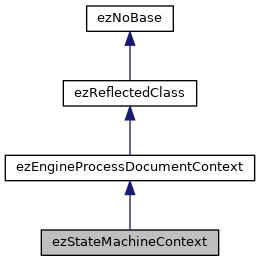 ezNoBase
ezReflectedClass
ezEngineProcessDocumentContext
ezStateMachineContext